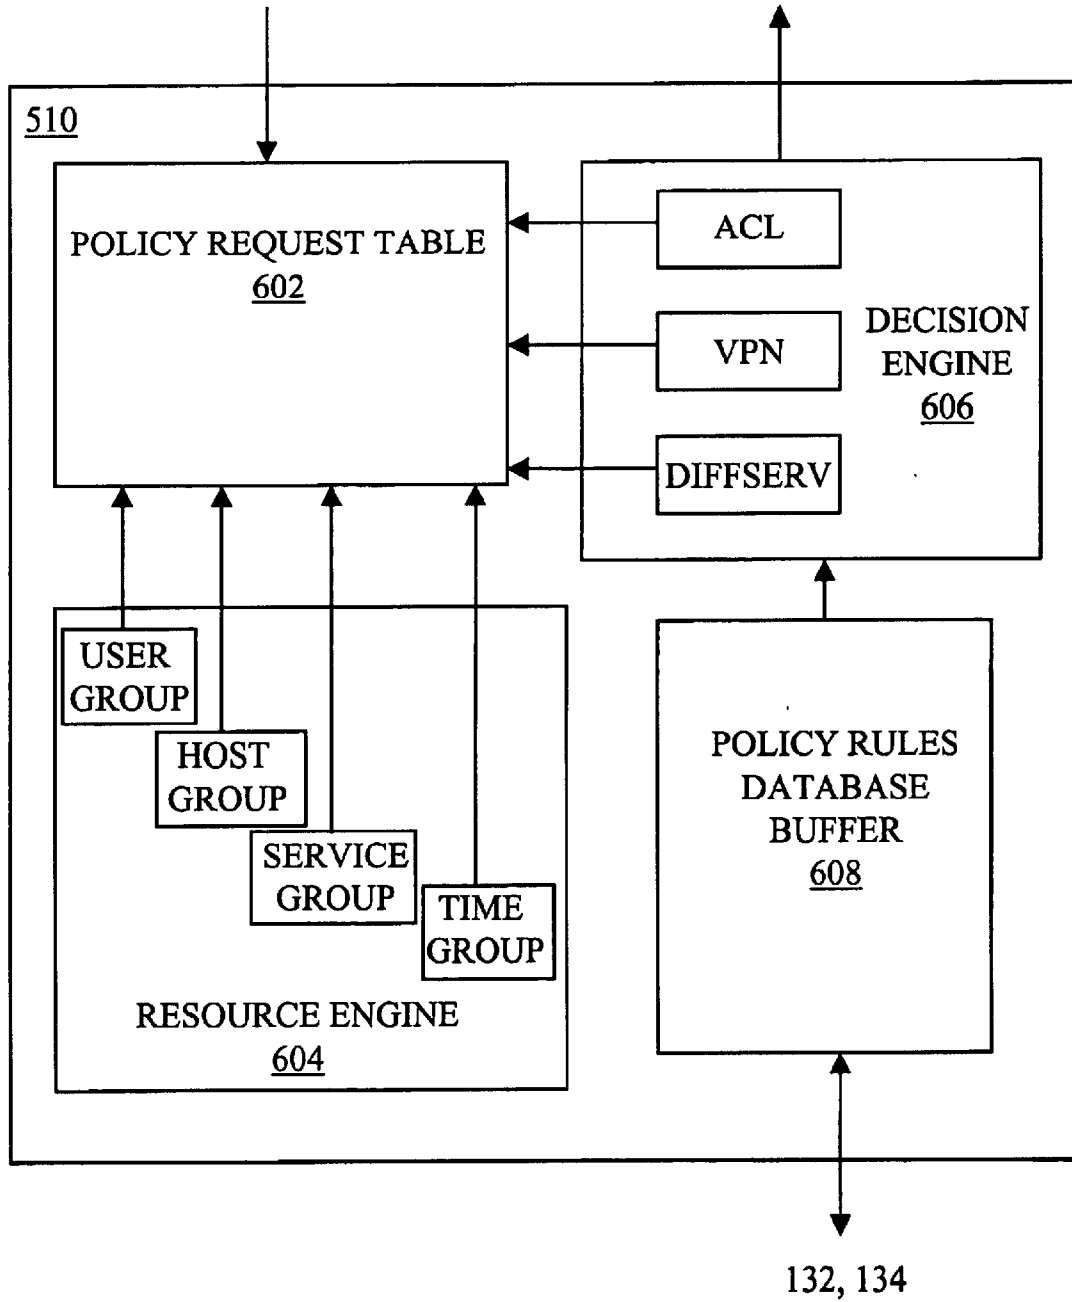 510
POLICY REQUEST TABLE
602
ACL
VPN
DIFFSERV
DECISION
ENGINE
606
USER
GROUP
HOST
GROUP
SERVICE
GROUP
TIME
GROUP
RESOURCE ENGINE
604
POLICY RULES
DATABASE
BUFFER
608
132, 134